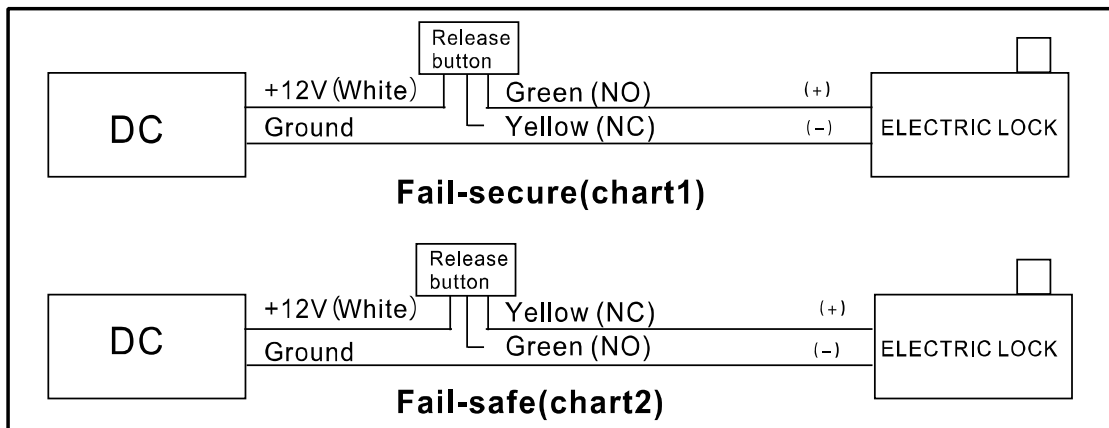 Release
button
+12V(White)
Green (NO)
(+)
DC
Ground
Yellow (NC)
(-)
ELECTRIC LOCK
Fail-secure(chart1)
Release
button
+12V(White)
Yellow (NC)
(+)
DC
Ground
Green (NO)
(-)
ELECTRIC LOCK
Fail-safe(chart2)